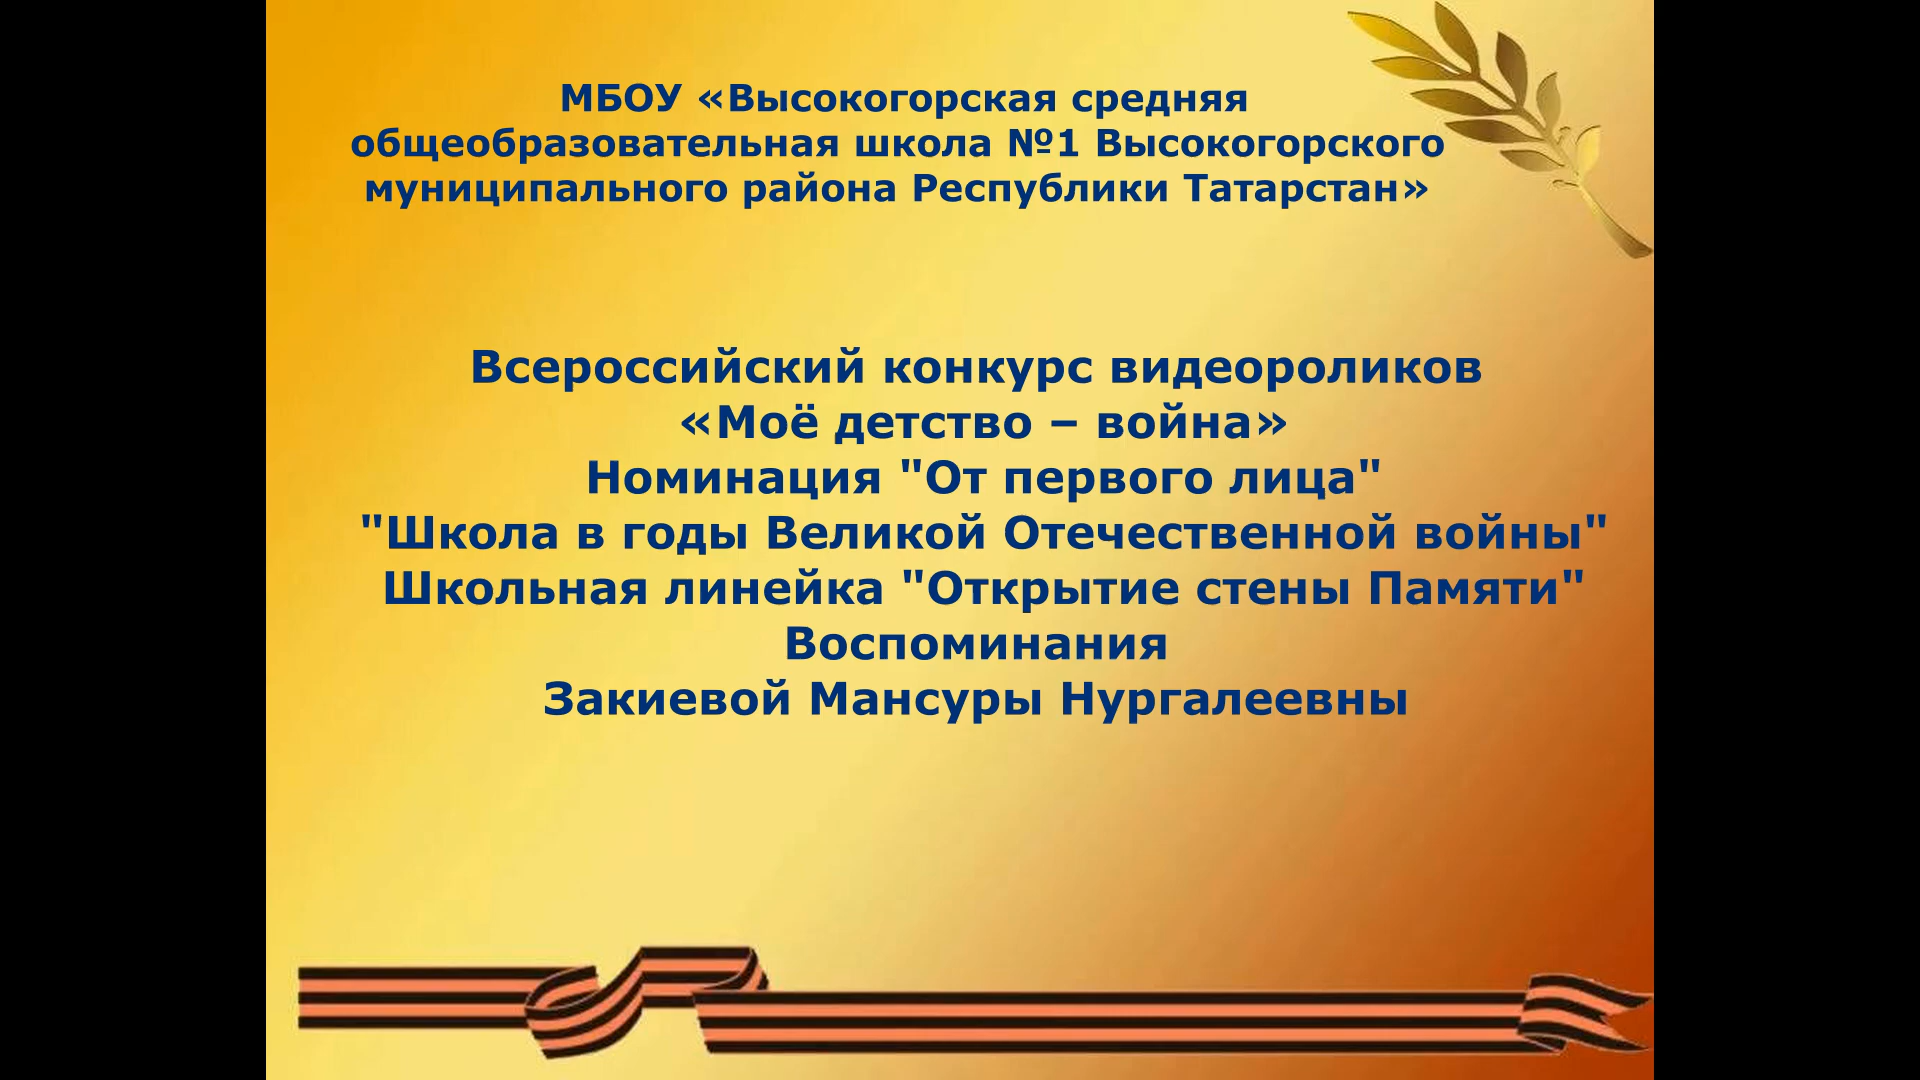 МБОУ «Высокогорская средняя
общеобразовательная школа №1 Высокогорского
муниципального района Республики Татарстан»
Всероссийский конкурс видеороликов
«Моё детство – война»
Номинация "От первого лица"
"Школа в годы Великой Отечественной войны"
Школьная линейка "Открытие стены Памяти"
Воспоминания
Закиевой Мансуры Нургалеевны